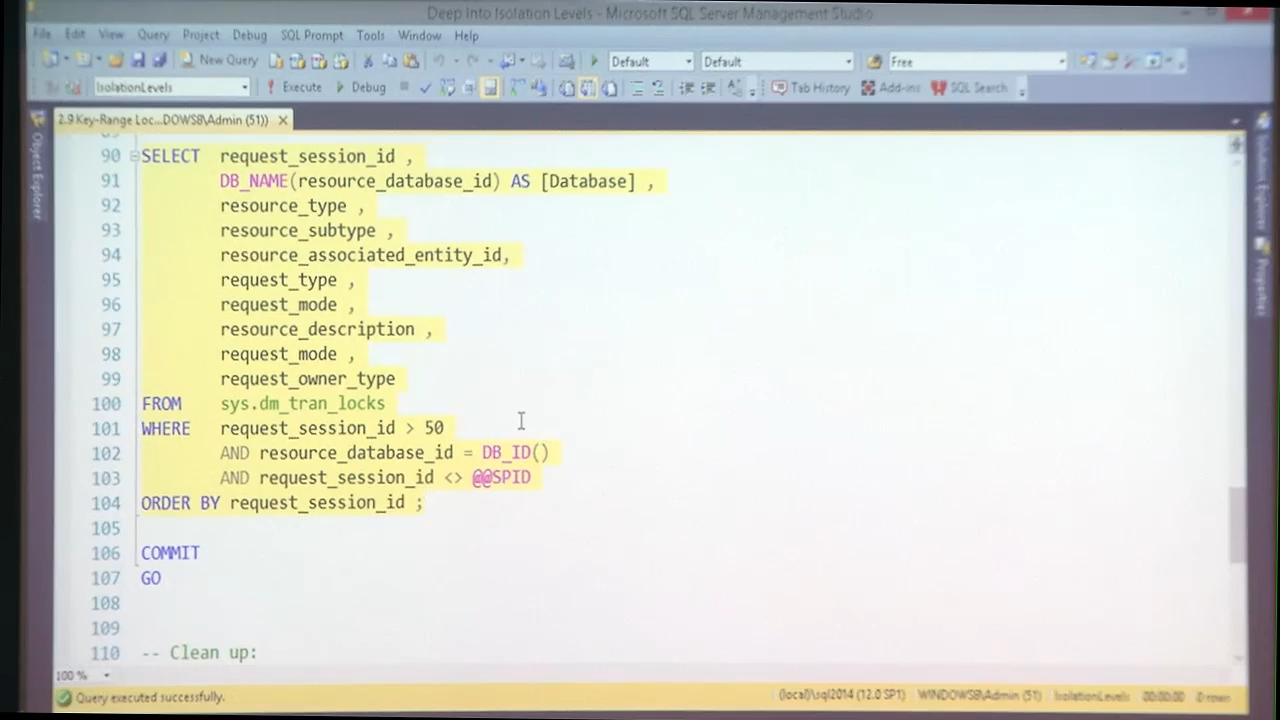 Deep Into Isolation Levels - Microsoft SQL Server Management Studio
File Edit View Query Project Debug SQL Prompt Tools Window Help
New Query Default Default Free
IsolationLevels Execute Debug Tab History Add-ins SQL Search
2.9 Key-Range Loc...DOWS8\Admin (51))
Object Explorer
Solution Explorer
Properties
90 SELECT request_session_id ,
91 DB_NAME(resource_database_id) AS [Database] ,
92 resource_type ,
93 resource_subtype ,
94 resource_associated_entity_id,
95 request_type ,
96 request_mode ,
97 resource_description ,
98 request_mode ,
99 request_owner_type
100 FROM sys.dm_tran_locks
101 WHERE request_session_id > 50
102 AND resource_database_id = DB_ID()
103 AND request_session_id <> @@SPID
104 ORDER BY request_session_id ;
105
106 COMMIT
107 GO
108
109
110 -- Clean up:
100 %
Query executed successfully. (local)\sql2014 (12.0 SP1) WINDOWS8\Admin (51) IsolationLevels 00:00:00 0 rows